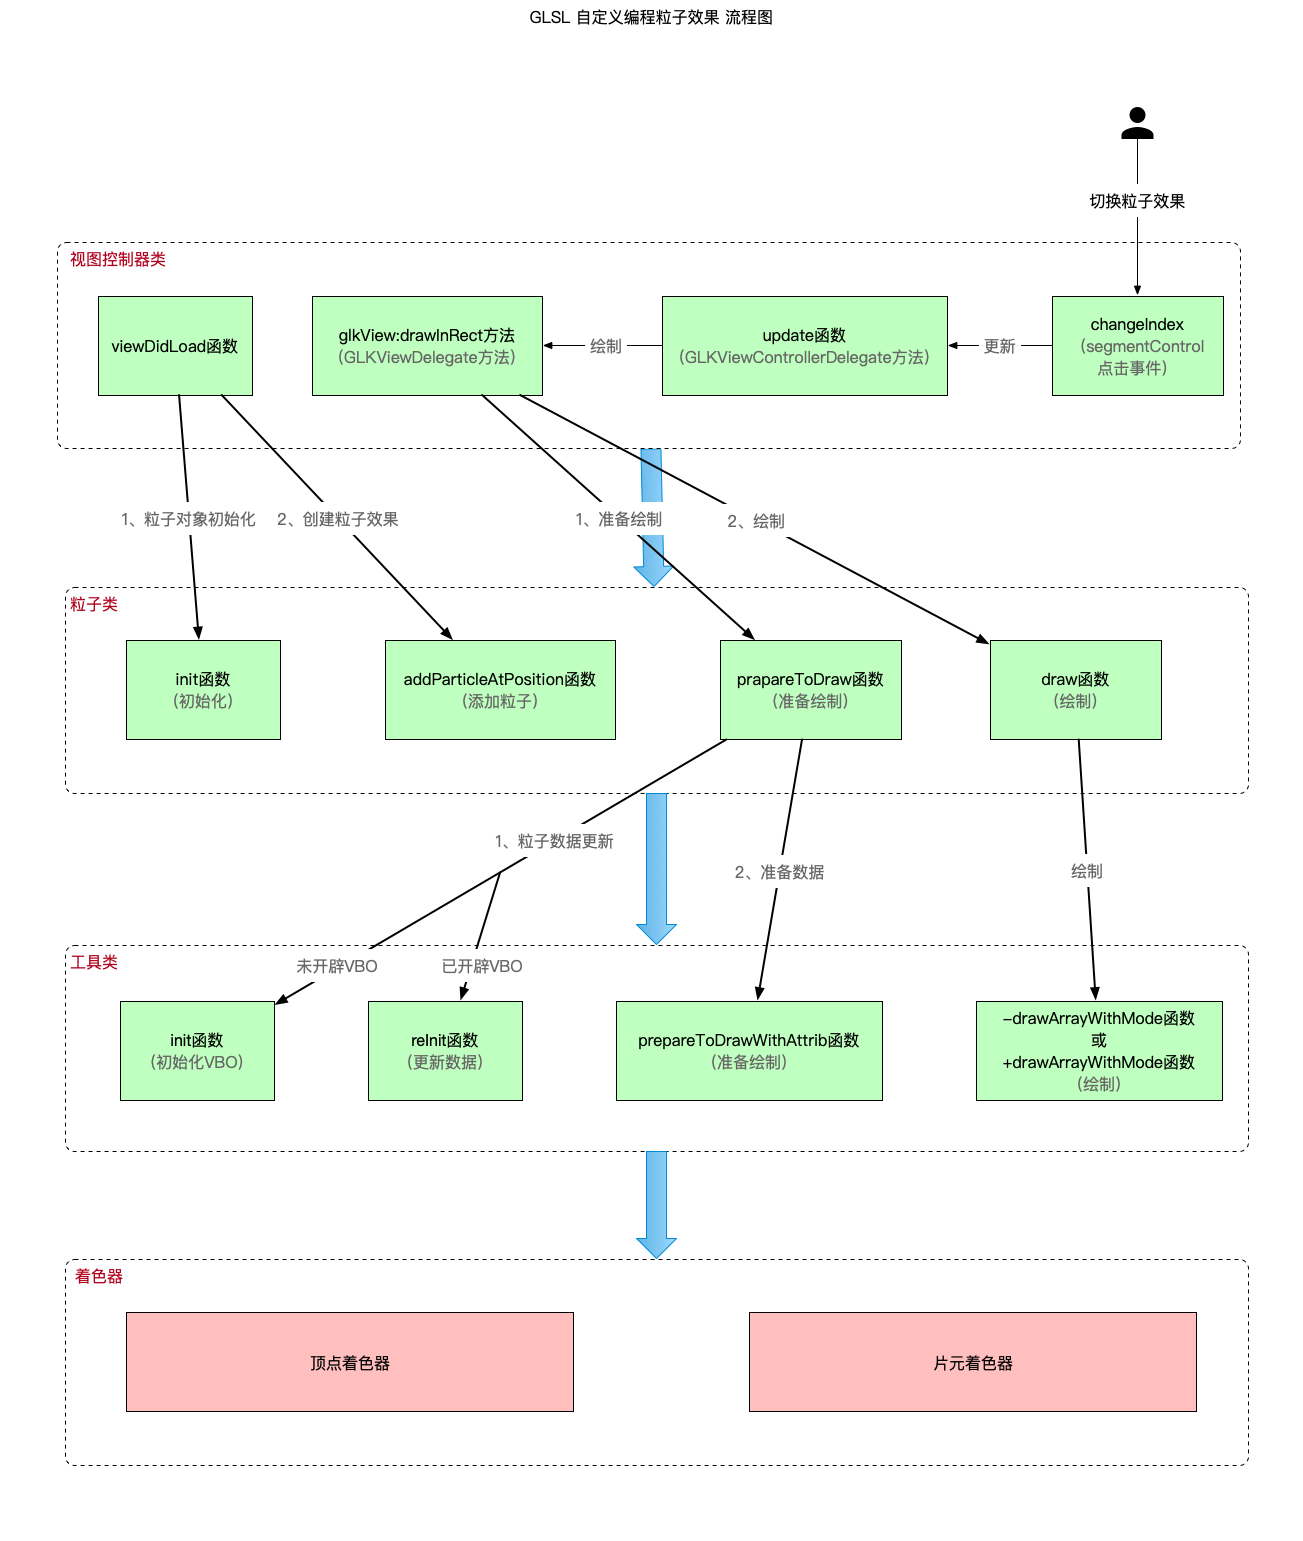 GLSL 自定义编程粒子效果 流程图
切换粒子效果
视图控制器类
viewDidLoad函数
glkView:drawInRect方法
（GLKViewDelegate方法）
绘制
update函数
（GLKViewControllerDelegate方法）
更新
changeIndex
（segmentControl
点击事件）
1、粒子对象初始化
2、创建粒子效果
1、准备绘制
2、绘制
粒子类
init函数
（初始化）
addParticleAtPosition函数
（添加粒子）
prapareToDraw函数
（准备绘制）
draw函数
（绘制）
1、粒子数据更新
2、准备数据
绘制
工具类
未开辟VBO
已开辟VBO
init函数
（初始化VBO）
reInit函数
（更新数据）
prepareToDrawWithAttrib函数
（准备绘制）
-drawArrayWithMode函数
或
+drawArrayWithMode函数
（绘制）
着色器
顶点着色器
片元着色器